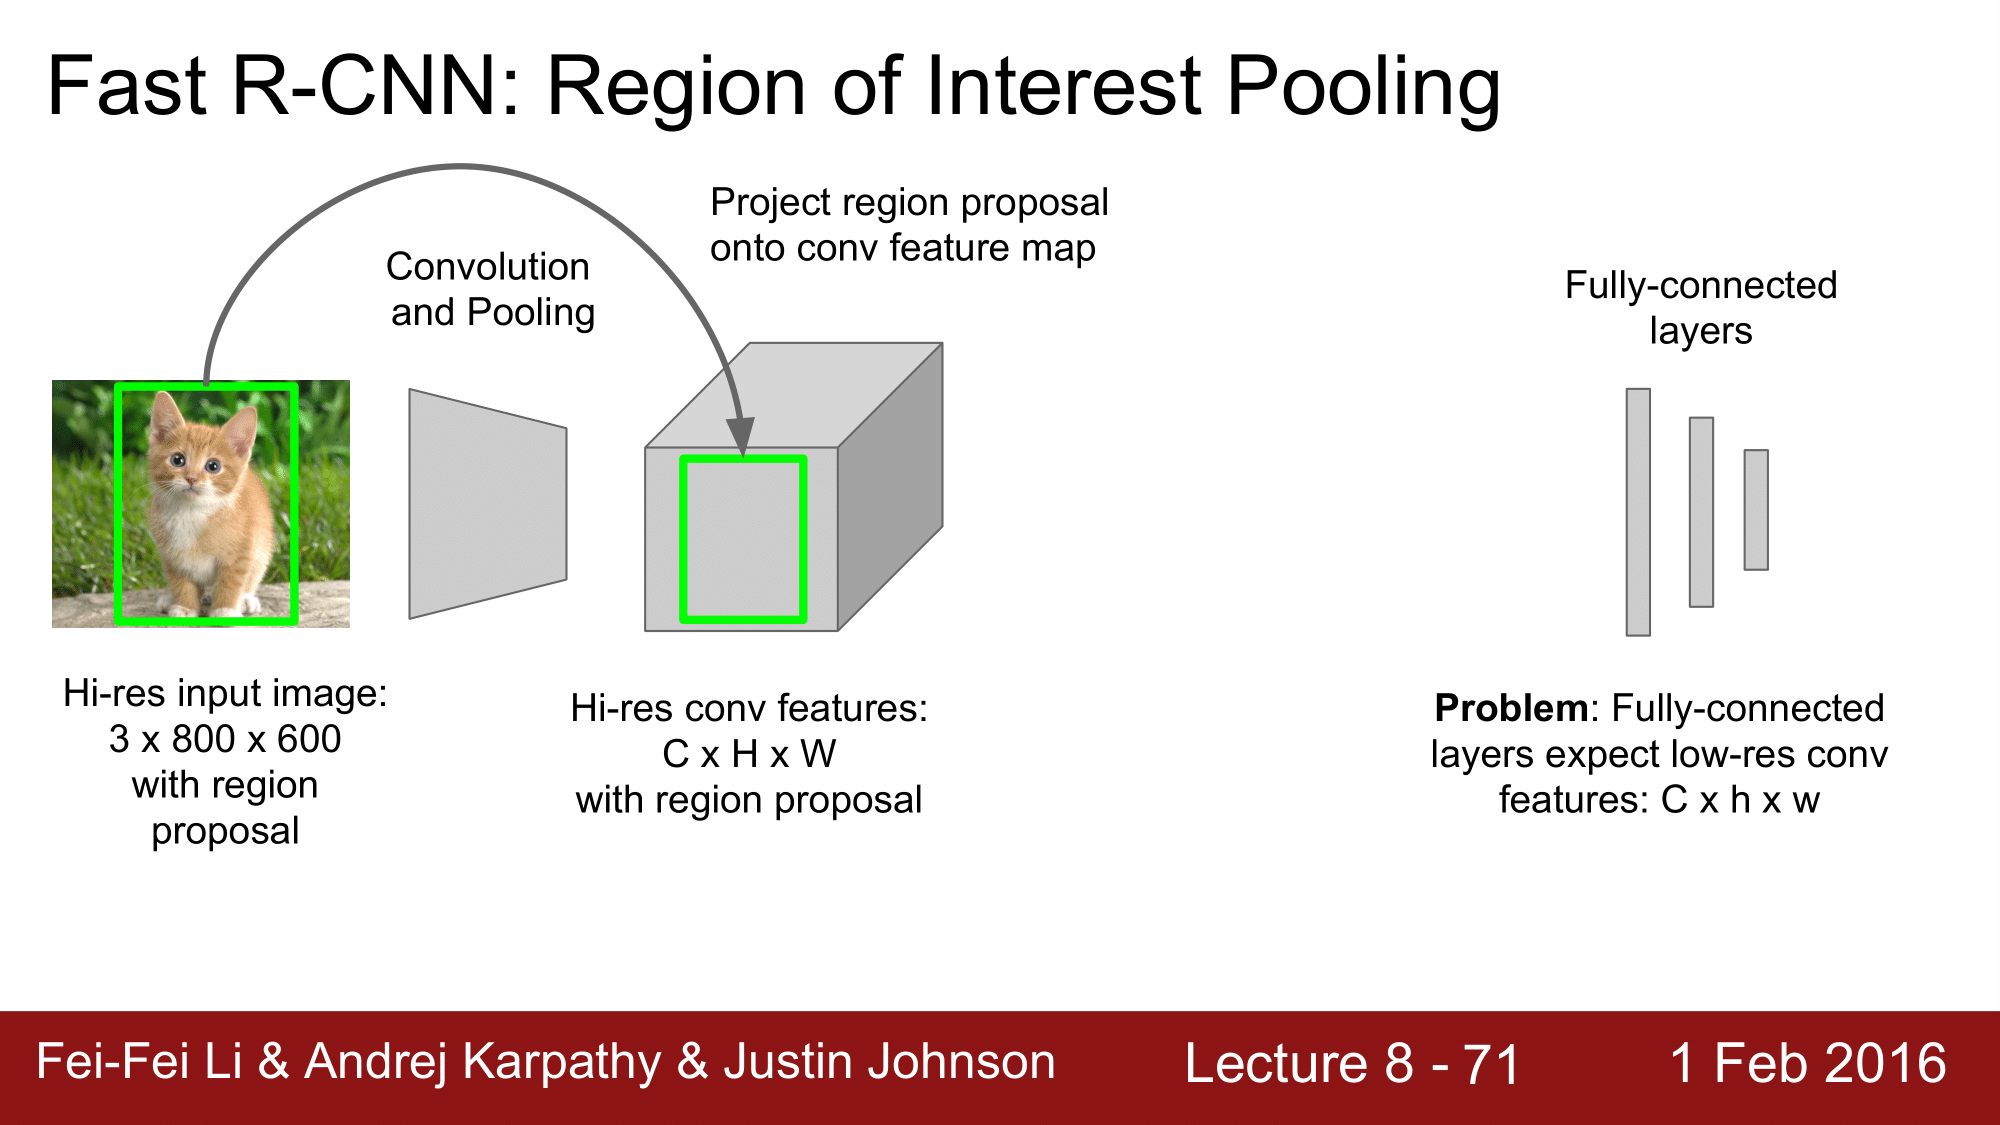 Fast R-CNN: Region of Interest Pooling
Project region proposal
onto conv feature map
Convolution
and Pooling
Fully-connected
layers
Hi-res input image:
3 x 800 x 600
with region
proposal
Hi-res conv features:
C x H x W
with region proposal
Problem: Fully-connected
layers expect low-res conv
features: C x h x w
Fei-Fei Li & Andrej Karpathy & Justin Johnson
Lecture 8 - 71
1 Feb 2016